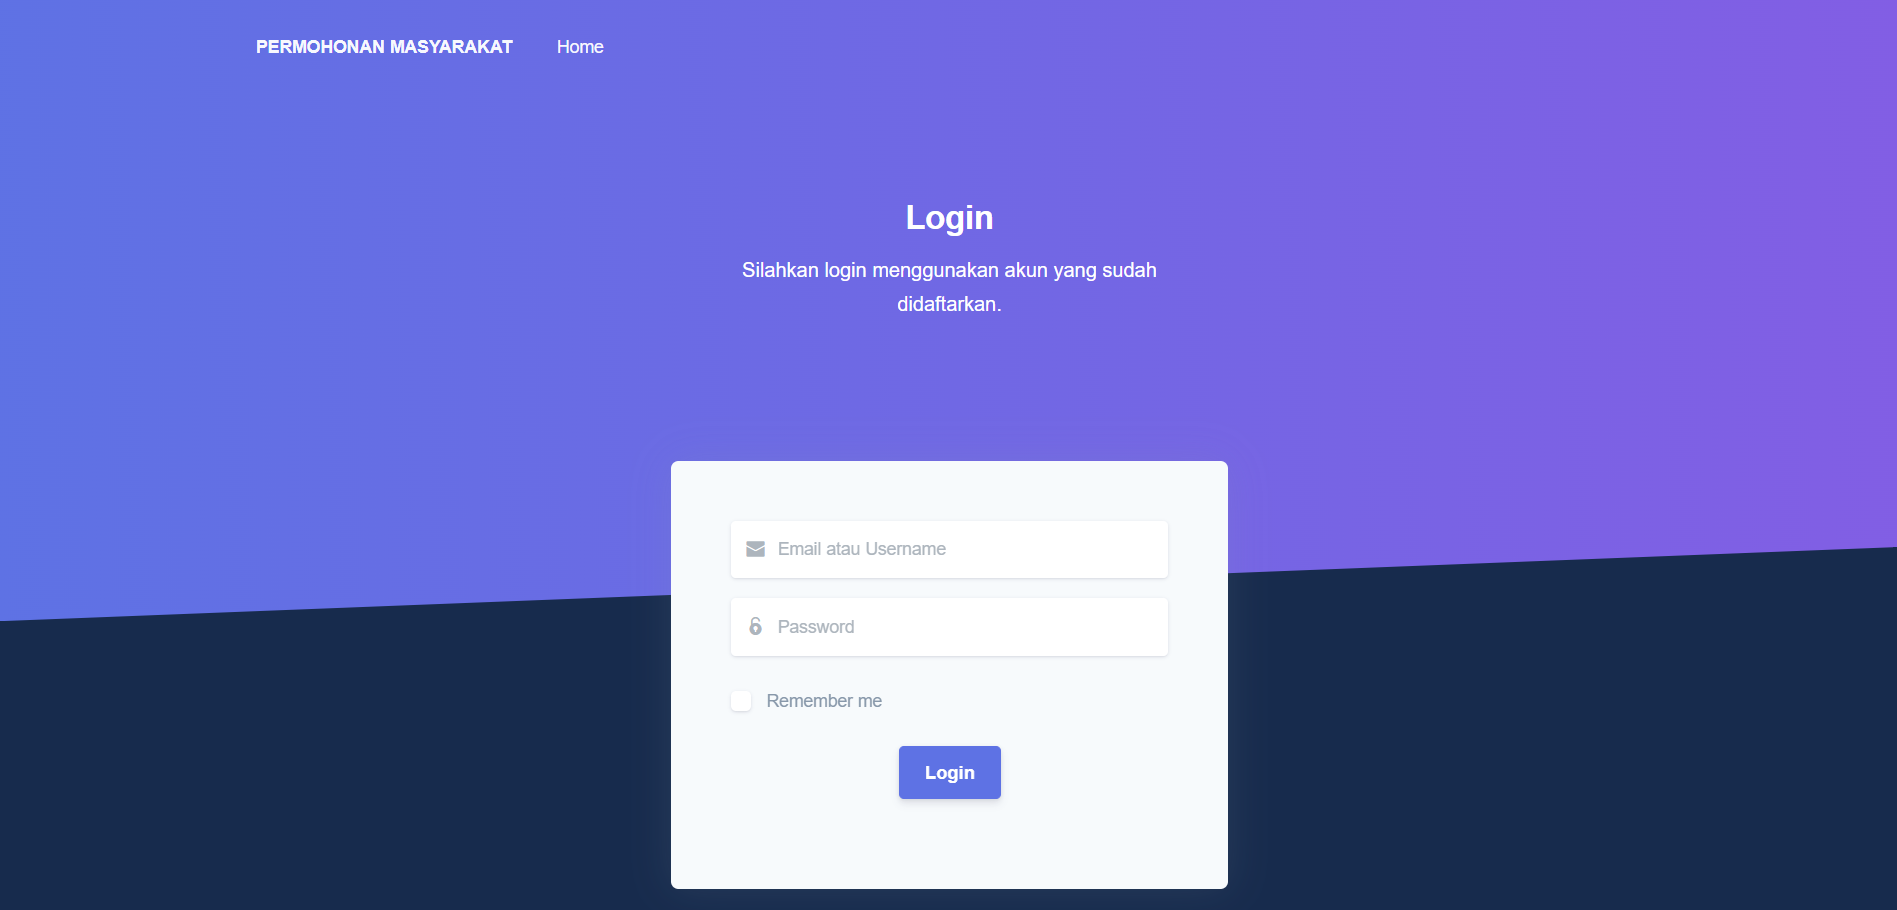 PERMOHONAN MASYARAKAT Home
Login
Silahkan login menggunakan akun yang sudah
didaftarkan.
Email atau Username
Password
Remember me
Login